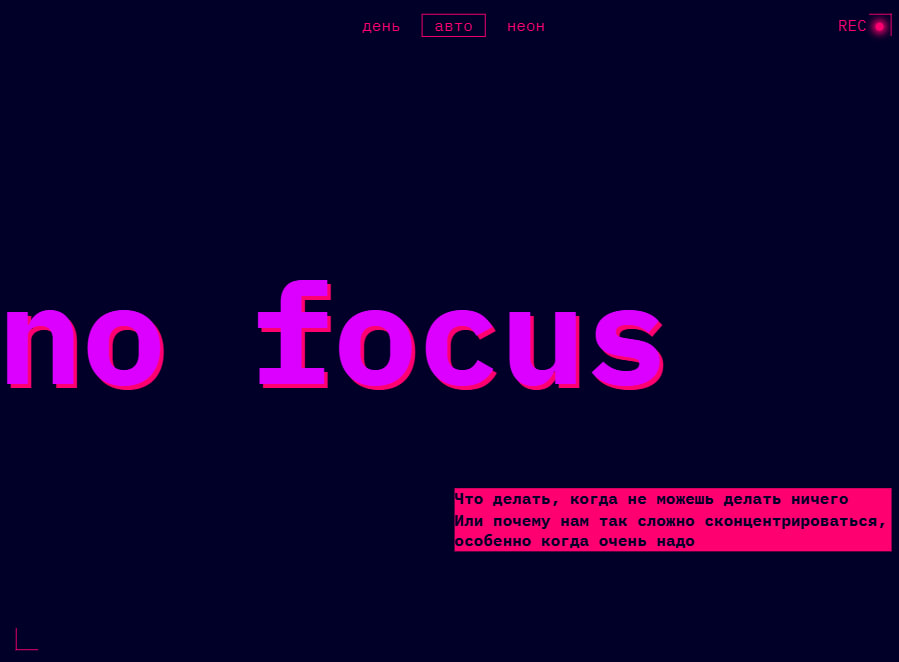 день авто неон REC
no focus
Что делать, когда не можешь делать ничего
Или почему нам так сложно сконцентрироваться,
особенно когда очень надо